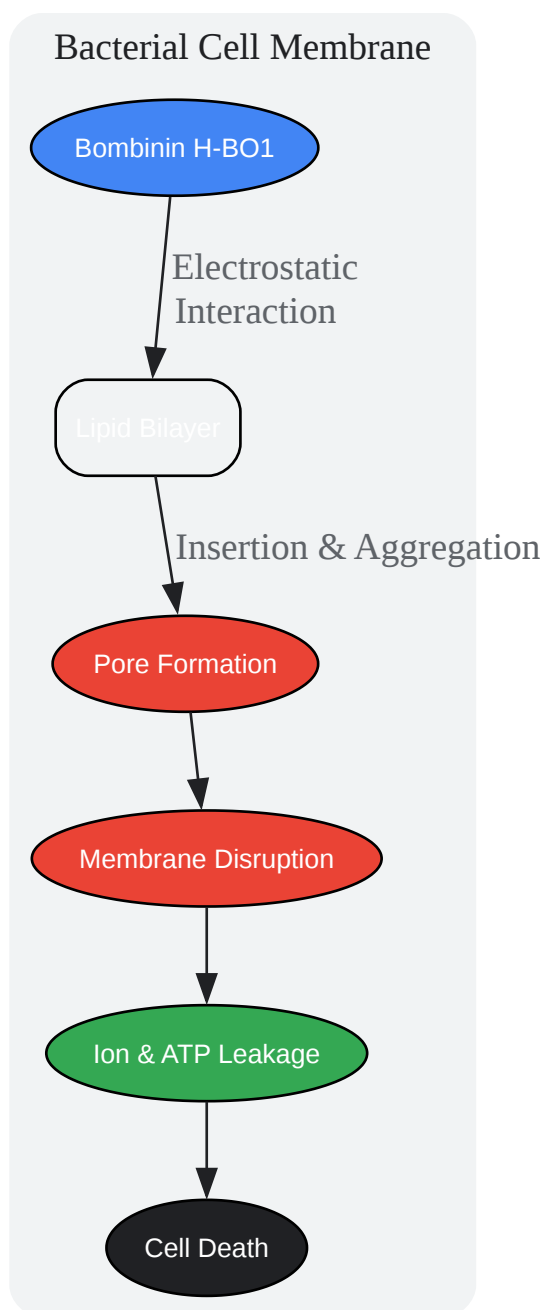 Bacterial Cell Membrane
Bombinin H-BO1
Electrostatic
Interaction
Lipid Bilayer
Insertion & Aggregation
Pore Formation
Membrane Disruption
Ion & ATP Leakage
Cell Death